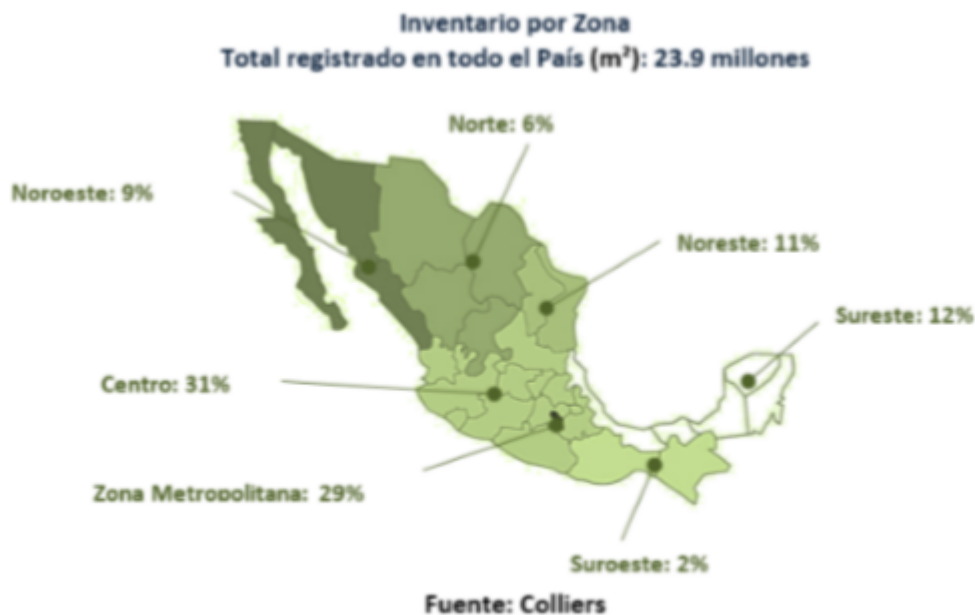 Inventario por Zona
Total registrado en todo el País (m²): 23.9 millones
Norte: 6%
Noroeste: 9%
Noreste: 11%
Sureste: 12%
Centro: 31%
Zona Metropolitana: 29%
Suroeste: 2%
Fuente: Colliers